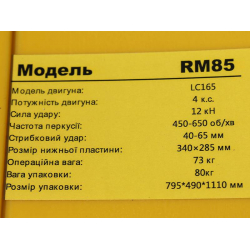 Модель RM85
Модель двигуна: LC165
Потужність двигуна: 4 к.с.
Сила удару: 12 кН
Частота перкусії: 450-650 об/хв
Стрибковий удар: 40-65 мм
Розмір нижньої пластини: 340×285 мм
Операційна вага: 73 кг
Вага упаковки: 80кг
Розмір упаковки: 795*490*1110 мм